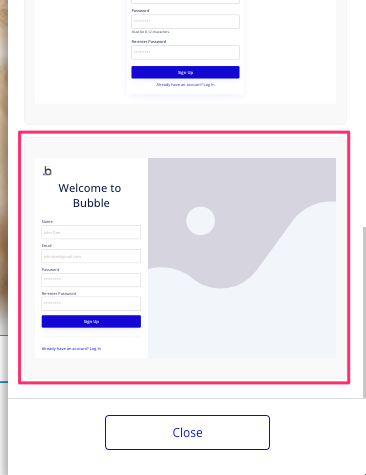 Password
********
Must be 8-12 characters
Re-enter Password
********
Sign Up
Already have an account? Log In
b
Welcome to
Bubble
Name
John Doe
Email
johndoe@gmail.com
Password
********
Re-enter Password
********
Sign Up
Already have an account? Log In
Close